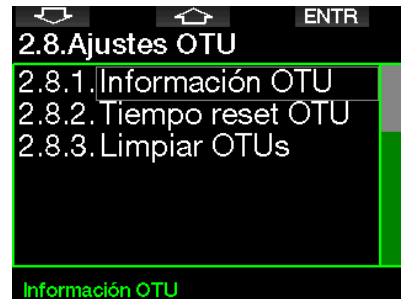 ENTR
2.8.Ajustes OTU
2.8.1.Información OTU
2.8.2.Tiempo reset OTU
2.8.3.Limpiar OTUs
Información OTU